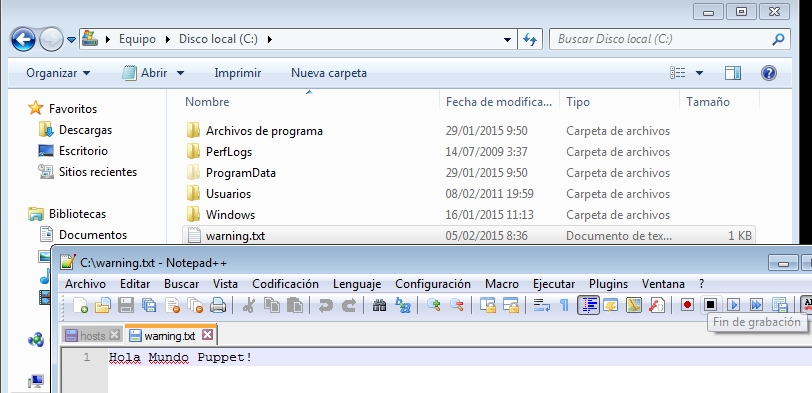 Equipo Disco local (C:)
Buscar Disco local (C:)
Organizar Abrir Imprimir Nueva carpeta
Nombre Fecha de modifica... Tipo Tamaño
Favoritos
Descargas
Escritorio
Sitios recientes
Bibliotecas
Documentos
Archivos de programa 29/01/2015 9:50 Carpeta de archivos
PerfLogs 14/07/2009 3:37 Carpeta de archivos
ProgramData 29/01/2015 9:50 Carpeta de archivos
Usuarios 08/02/2011 19:59 Carpeta de archivos
Windows 16/01/2015 11:13 Carpeta de archivos
warning.txt 05/02/2015 8:36 Documento de tex... 1 KB
C:\warning.txt - Notepad++
Archivo Editar Buscar Vista Codificación Lenguaje Configuración Macro Ejecutar Plugins Ventana ?
Fin de grabación
hosts warning.txt
1 Hola Mundo Puppet!